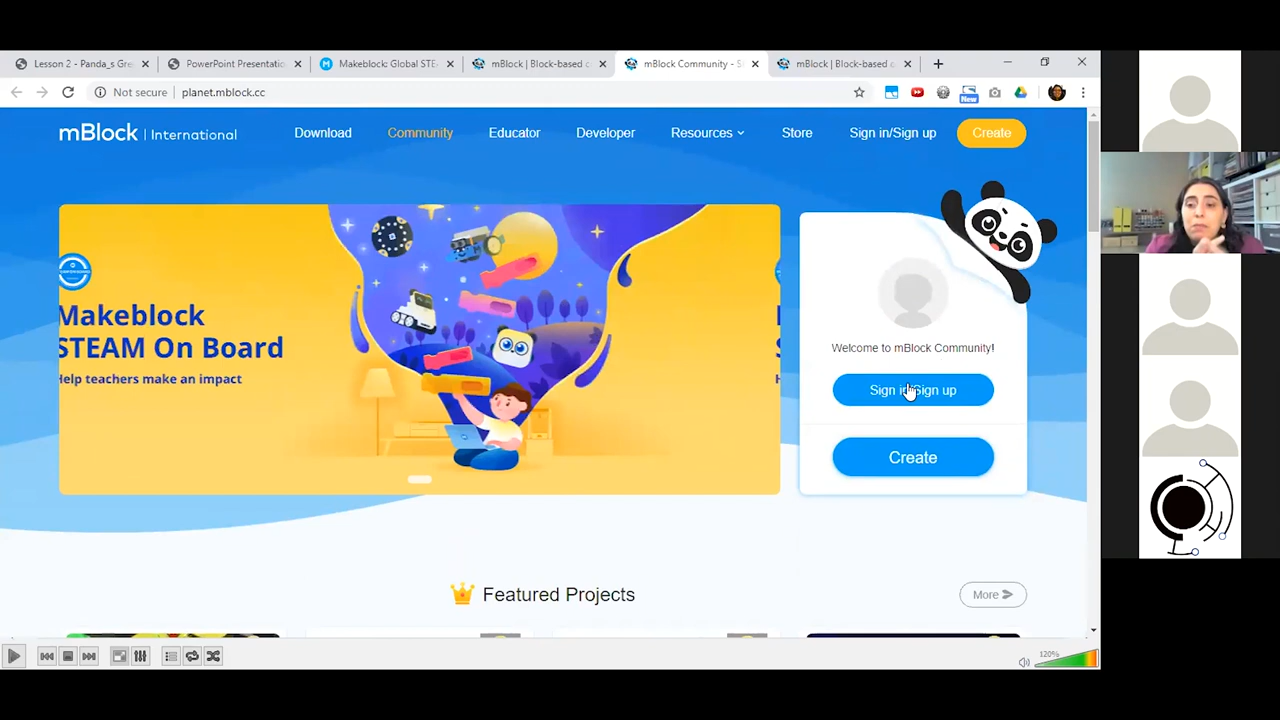 Lesson 2 - Panda_s Gre
PowerPoint Presentatio
Makeblock: Global STE
mBlock | Block-based c
mBlock Community - S
mBlock | Block-based c
Not secure | planet.mblock.cc
New
mBlock | International
Download
Community
Educator
Developer
Resources
Store
Sign in/Sign up
Create
Makeblock
STEAM On Board
Help teachers make an impact
Welcome to mBlock Community!
Sign in/Sign up
Create
Featured Projects
More
120%